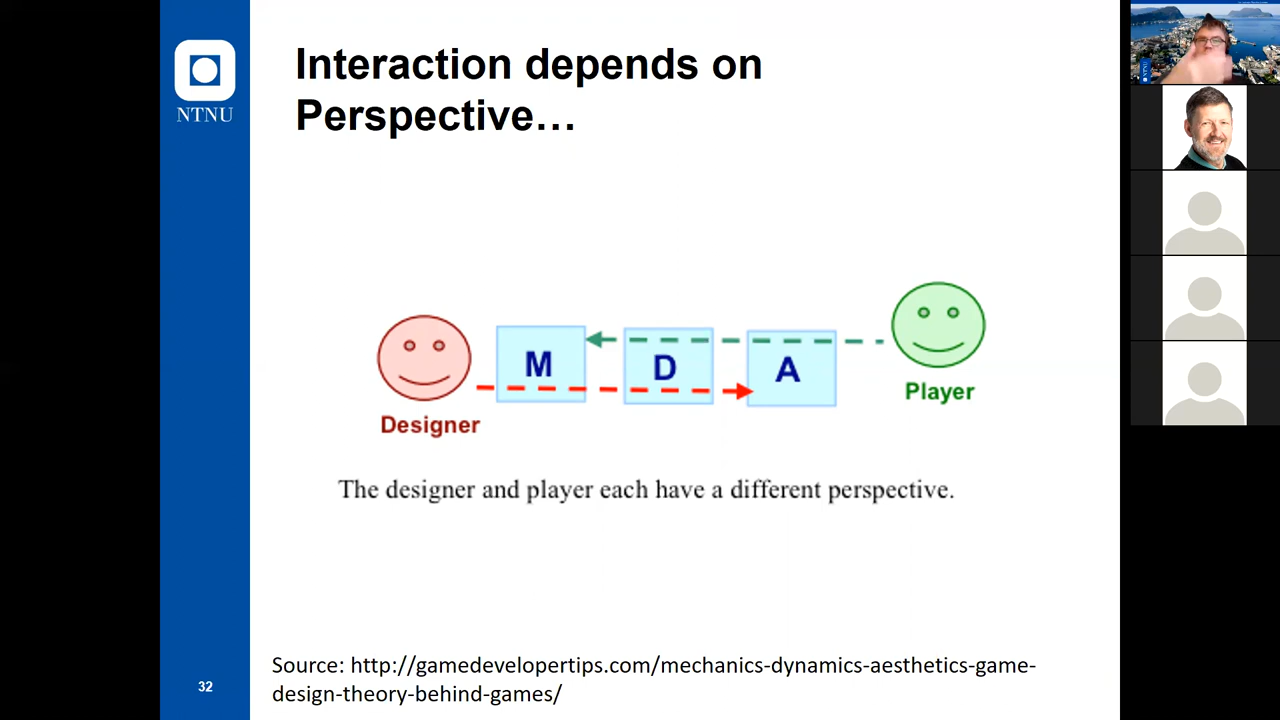 Interaction depends on
Perspective…
NTNU
M
D
A
Designer
Player
The designer and player each have a different perspective.
Source: http://gamedevelopertips.com/mechanics-dynamics-aesthetics-game-
design-theory-behind-games/
32
NTNU